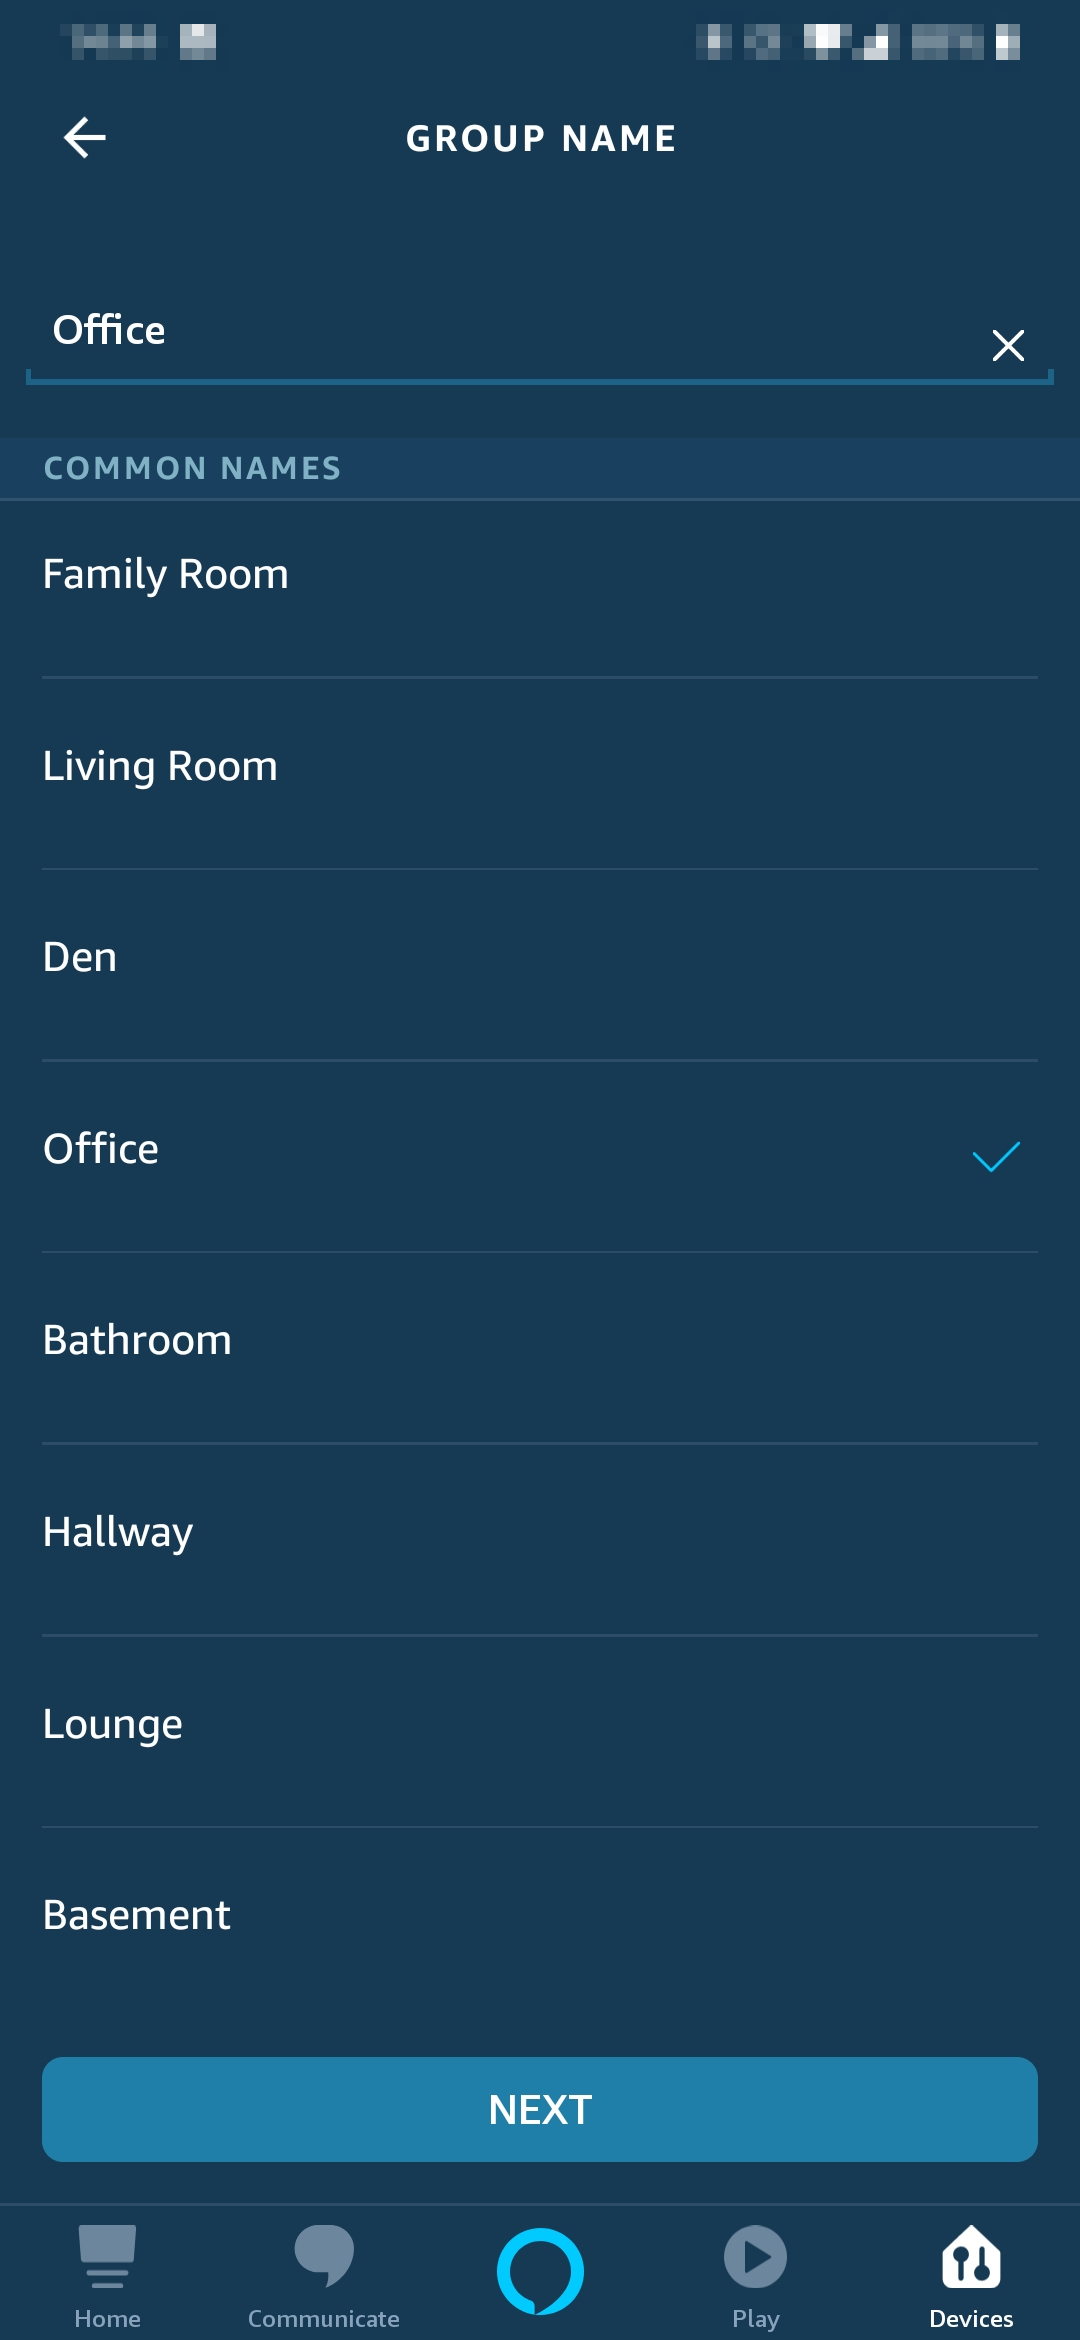 GROUP NAME
Office
COMMON NAMES
Family Room
Living Room
Den
Office
Bathroom
Hallway
Lounge
Basement
NEXT
Home
Communicate
Play
Devices